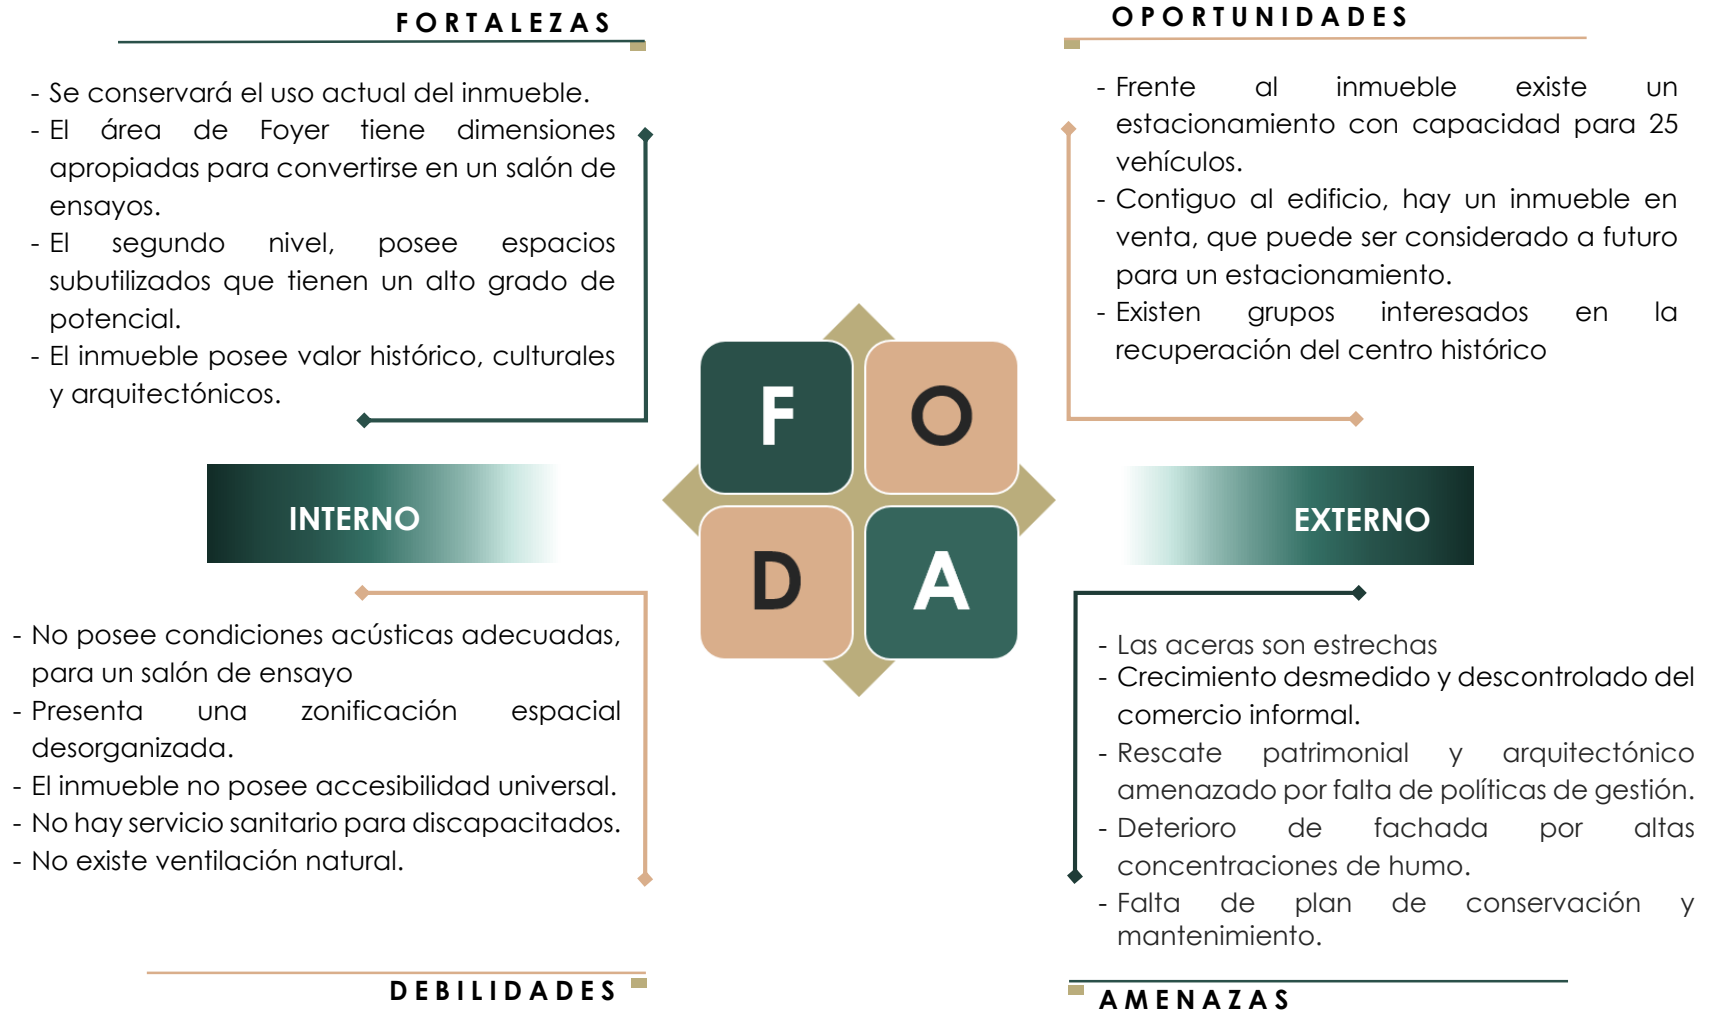 FORTALEZAS
- Se conservará el uso actual del inmueble.
- El área de Foyer tiene dimensiones
apropiadas para convertirse en un salón de
ensayos.
- El segundo nivel, posee espacios
subutilizados que tienen un alto grado de
potencial.
- El inmueble posee valor histórico, culturales
y arquitectónicos.
OPORTUNIDADES
- Frente al inmueble existe un
estacionamiento con capacidad para 25
vehículos.
- Contiguo al edificio, hay un inmueble en
venta, que puede ser considerado a futuro
para un estacionamiento.
- Existen grupos interesados en la
recuperación del centro histórico
F
O
INTERNO
EXTERNO
D
A
- No posee condiciones acústicas adecuadas,
para un salón de ensayo
- Presenta una zonificación espacial
desorganizada.
- El inmueble no posee accesibilidad universal.
- No hay servicio sanitario para discapacitados.
- No existe ventilación natural.
DEBILIDADES
- Las aceras son estrechas
- Crecimiento desmedido y descontrolado del
comercio informal.
- Rescate patrimonial y arquitectónico
amenazado por falta de políticas de gestión.
- Deterioro de fachada por altas
concentraciones de humo.
- Falta de plan de conservación y
mantenimiento.
AMENAZAS